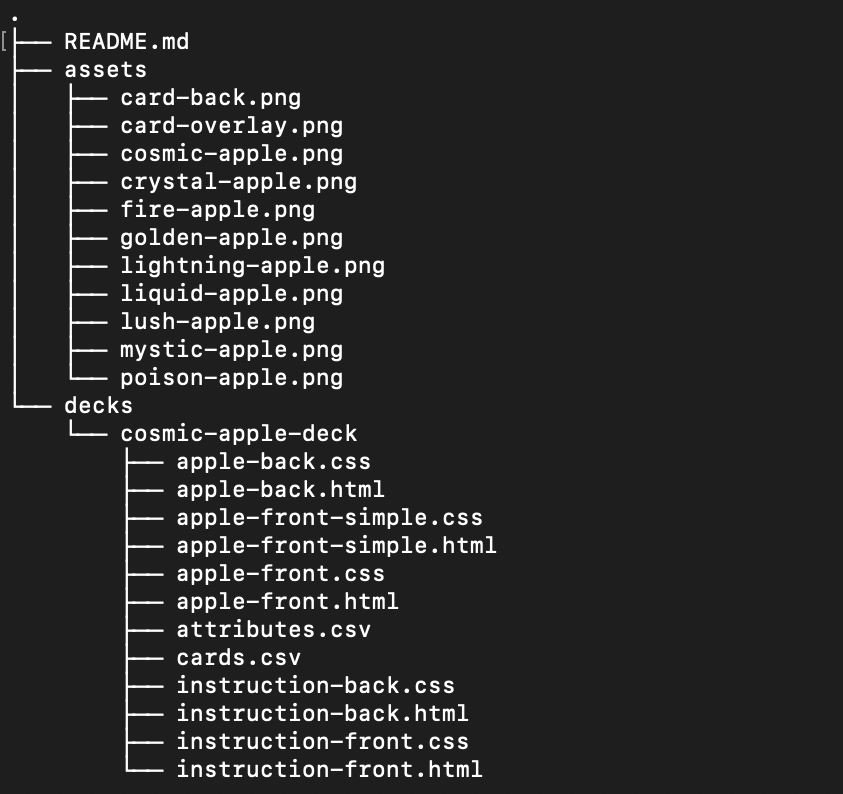 .
├── README.md
├── assets
│   ├── card-back.png
│   ├── card-overlay.png
│   ├── cosmic-apple.png
│   ├── crystal-apple.png
│   ├── fire-apple.png
│   ├── golden-apple.png
│   ├── lightning-apple.png
│   ├── liquid-apple.png
│   ├── lush-apple.png
│   ├── mystic-apple.png
│   └── poison-apple.png
└── decks
    └── cosmic-apple-deck
        ├── apple-back.css
        ├── apple-back.html
        ├── apple-front-simple.css
        ├── apple-front-simple.html
        ├── apple-front.css
        ├── apple-front.html
        ├── attributes.csv
        ├── cards.csv
        ├── instruction-back.css
        ├── instruction-back.html
        ├── instruction-front.css
        └── instruction-front.html